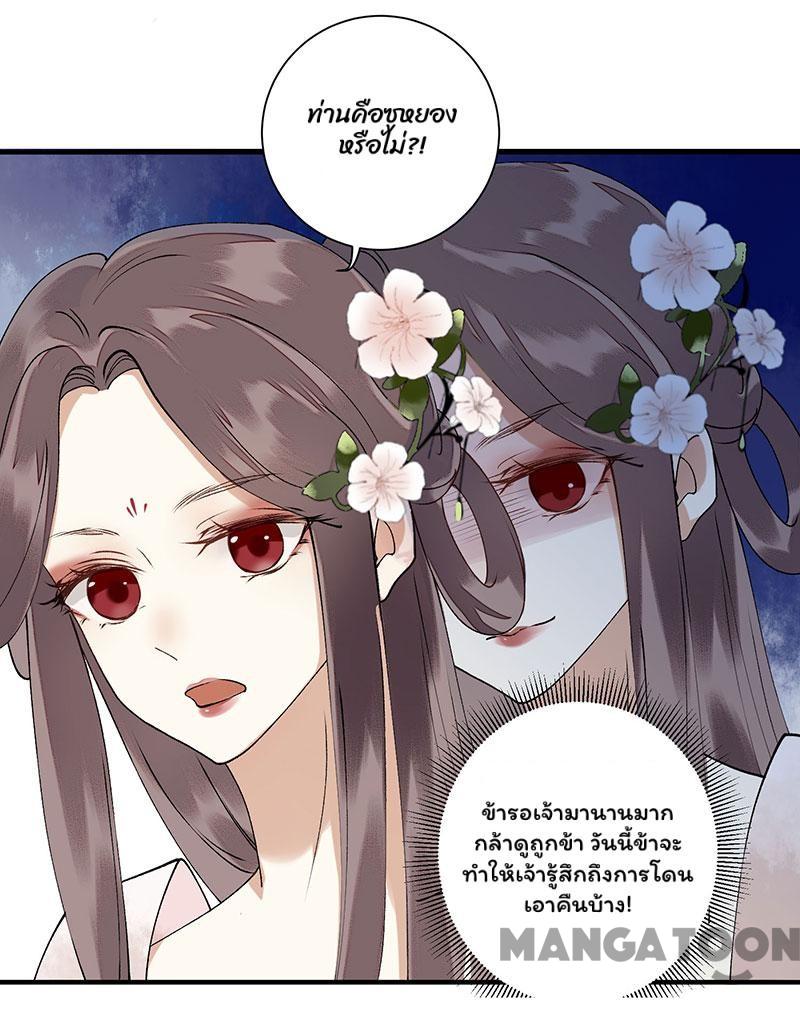 ท่านคือซูหยอง
หรือไม่?!
ข้ารอเจ้ามานานมาก
กล้าดูถูกข้า วันนี้ข้าจะ
ทำให้เจ้ารู้สึกถึงการโดน
เอาคืนบ้าง!
MANGATOON